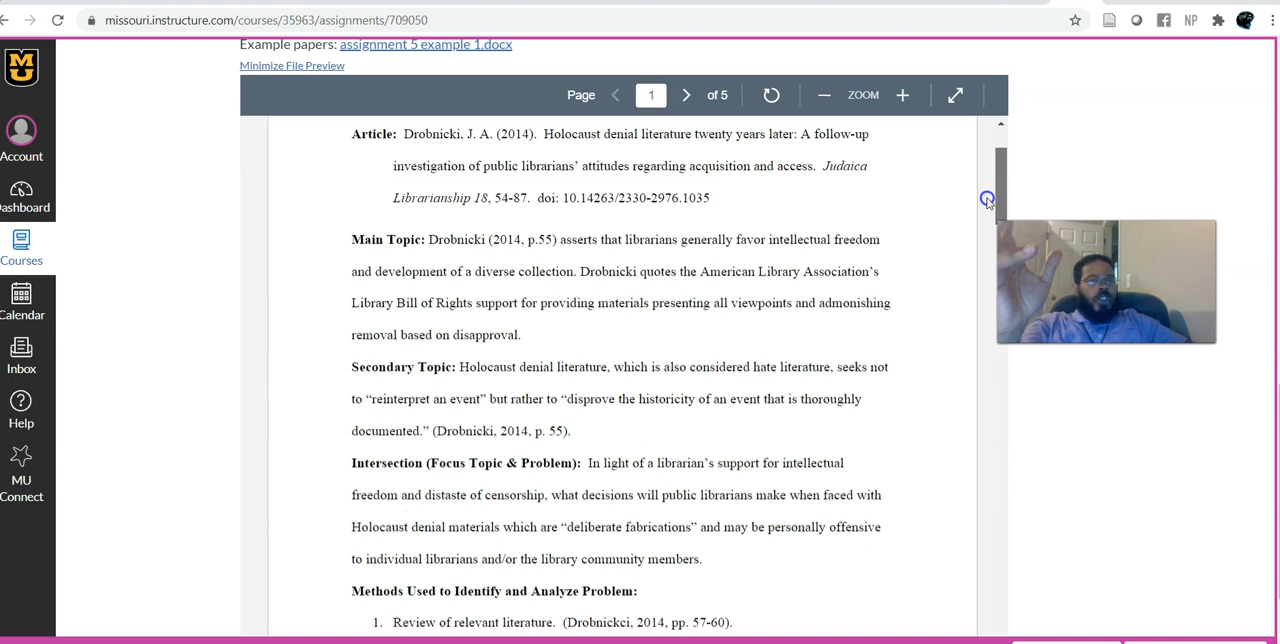 missouri.instructure.com/courses/35963/assignments/709050
NP
Example papers: assignment 5 example 1.docx
Minimize File Preview
Page 1 of 5 ZOOM
MU
Account
Dashboard
Courses
Calendar
Inbox
Help
MU
Connect
Article: Drobnicki, J. A. (2014). Holocaust denial literature twenty years later: A follow-up
investigation of public librarians’ attitudes regarding acquisition and access. Judaica
Librarianship 18, 54-87. doi: 10.14263/2330-2976.1035
Main Topic: Drobnicki (2014, p.55) asserts that librarians generally favor intellectual freedom
and development of a diverse collection. Drobnicki quotes the American Library Association’s
Library Bill of Rights support for providing materials presenting all viewpoints and admonishing
removal based on disapproval.
Secondary Topic: Holocaust denial literature, which is also considered hate literature, seeks not
to “reinterpret an event” but rather to “disprove the historicity of an event that is thoroughly
documented.” (Drobnicki, 2014, p. 55).
Intersection (Focus Topic & Problem): In light of a librarian’s support for intellectual
freedom and distaste of censorship, what decisions will public librarians make when faced with
Holocaust denial materials which are “deliberate fabrications” and may be personally offensive
to individual librarians and/or the library community members.
Methods Used to Identify and Analyze Problem:
1. Review of relevant literature. (Drobnickci, 2014, pp. 57-60).